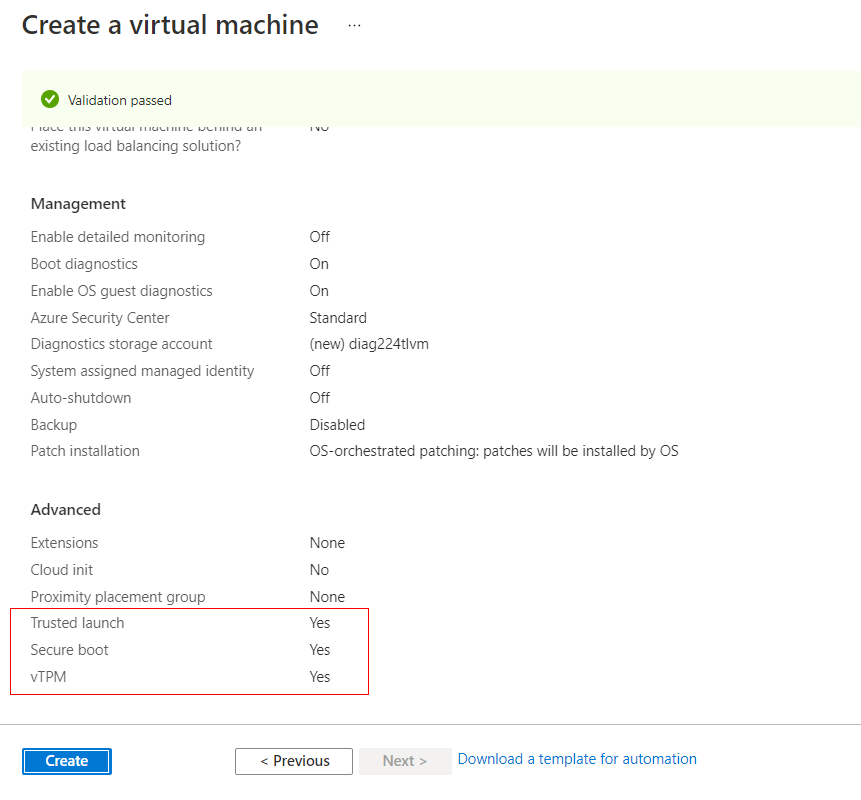 Create a virtual machine ...
Validation passed
Place this virtual machine behind an No
existing load balancing solution?
Management
Enable detailed monitoring Off
Boot diagnostics On
Enable OS guest diagnostics On
Azure Security Center Standard
Diagnostics storage account (new) diag224tlvm
System assigned managed identity Off
Auto-shutdown Off
Backup Disabled
Patch installation OS-orchestrated patching: patches will be installed by OS
Advanced
Extensions None
Cloud init No
Proximity placement group None
Trusted launch Yes
Secure boot Yes
vTPM Yes
Create < Previous Next > Download a template for automation